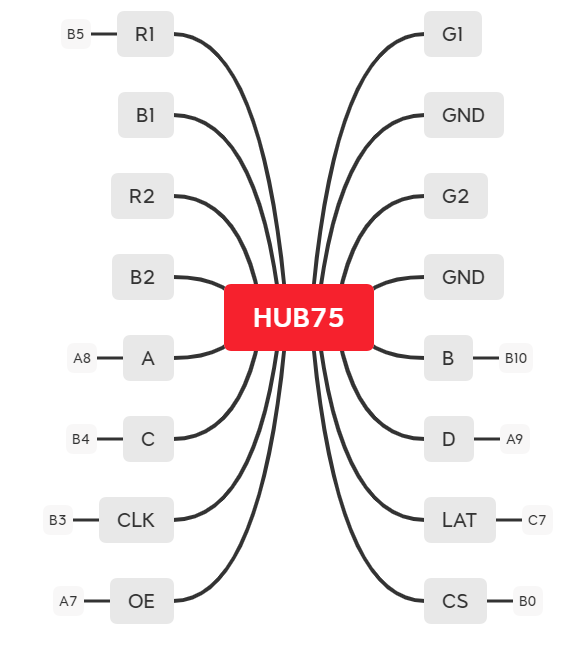 B5 R1 G1
B1 GND
R2 G2
B2 GND
HUB75
A8 A B B10
B4 C D A9
B3 CLK LAT C7
A7 OE CS B0